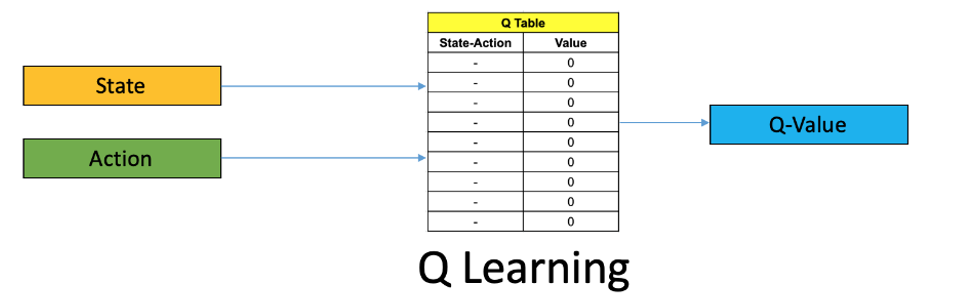 Q Table
State-Action Value
- 0
- 0
- 0
- 0
- 0
- 0
- 0
- 0
- 0
State
Action
Q-Value
Q Learning